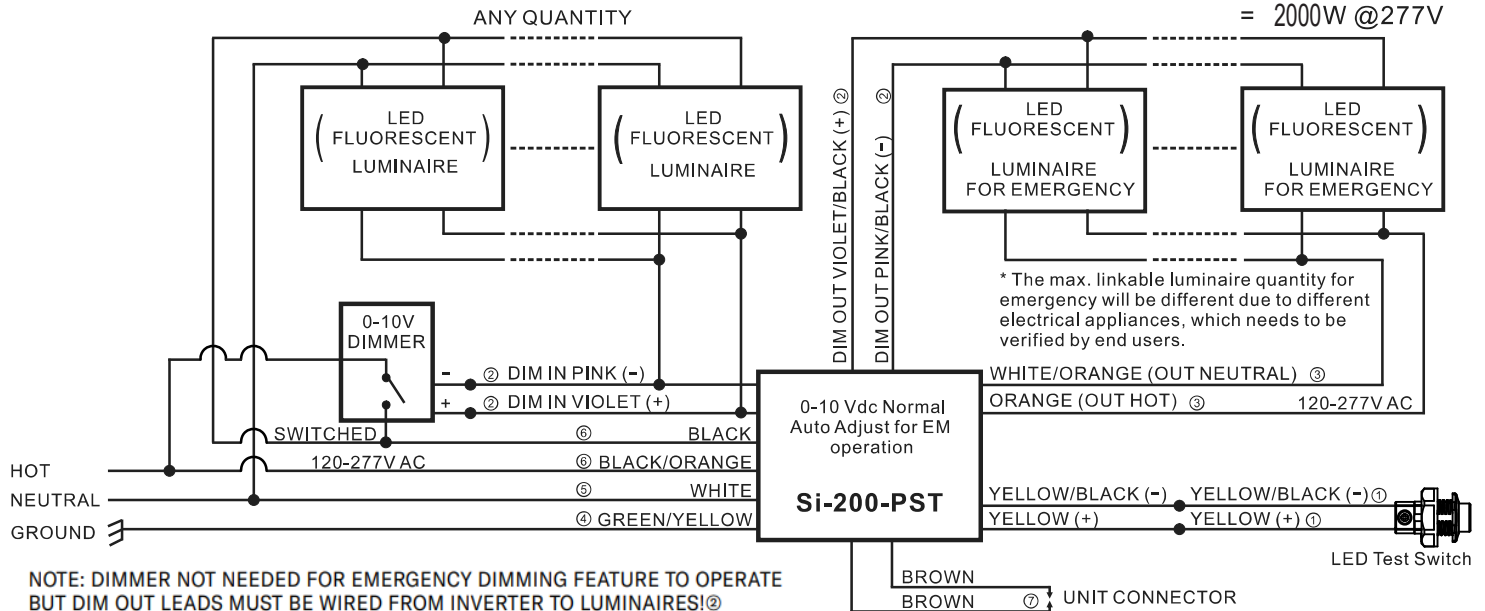 ANY QUANTITY
= 2000W @277V
( LED FLUORESCENT )
LUMINAIRE
( LED FLUORESCENT )
LUMINAIRE
DIM OUT VIOLET/BLACK (+) ②
DIM OUT PINK/BLACK (-) ②
( LED FLUORESCENT )
LUMINAIRE
FOR EMERGENCY
( LED FLUORESCENT )
LUMINAIRE
FOR EMERGENCY
* The max. linkable luminaire quantity for
emergency will be different due to different
electrical appliances, which needs to be
verified by end users.
0-10V
DIMMER
- ② DIM IN PINK (-)
+ ② DIM IN VIOLET (+)
SWITCHED ⑥ BLACK
HOT 120-277V AC ⑥ BLACK/ORANGE
NEUTRAL ⑤ WHITE
GROUND ④ GREEN/YELLOW
0-10 Vdc Normal
Auto Adjust for EM
operation
Si-200-PST
WHITE/ORANGE (OUT NEUTRAL) ③
ORANGE (OUT HOT) ③ 120-277V AC
YELLOW/BLACK (-) YELLOW/BLACK (-)①
YELLOW (+) YELLOW (+) ①
LED Test Switch
BROWN
BROWN ⑦ UNIT CONNECTOR
NOTE: DIMMER NOT NEEDED FOR EMERGENCY DIMMING FEATURE TO OPERATE
BUT DIM OUT LEADS MUST BE WIRED FROM INVERTER TO LUMINAIRES!②